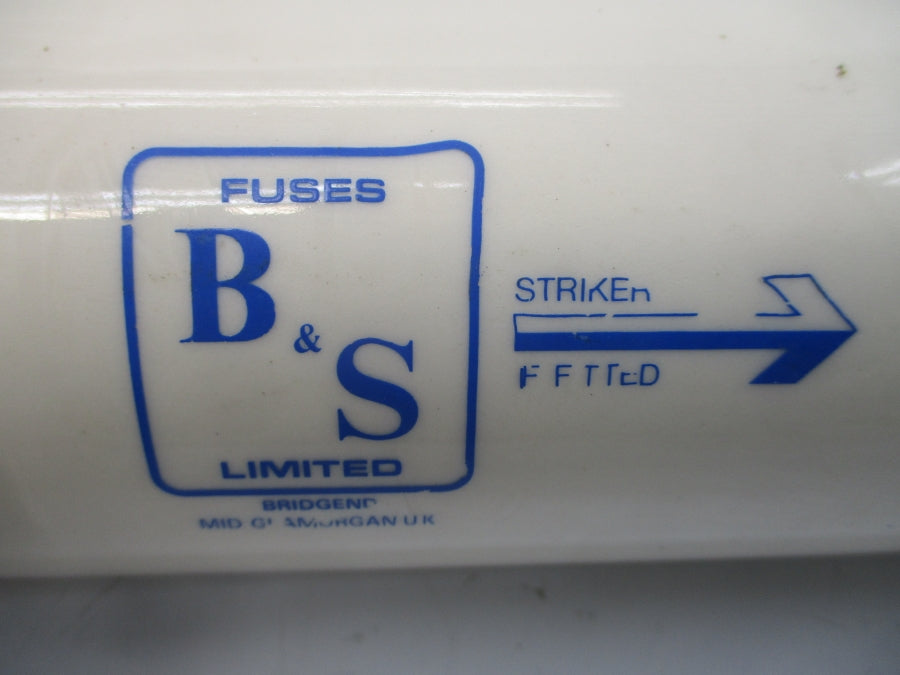 FUSES
B
&
S
LIMITED
BRIDGEND
MID GLAMORGAN UK
STRIKER
FITTED